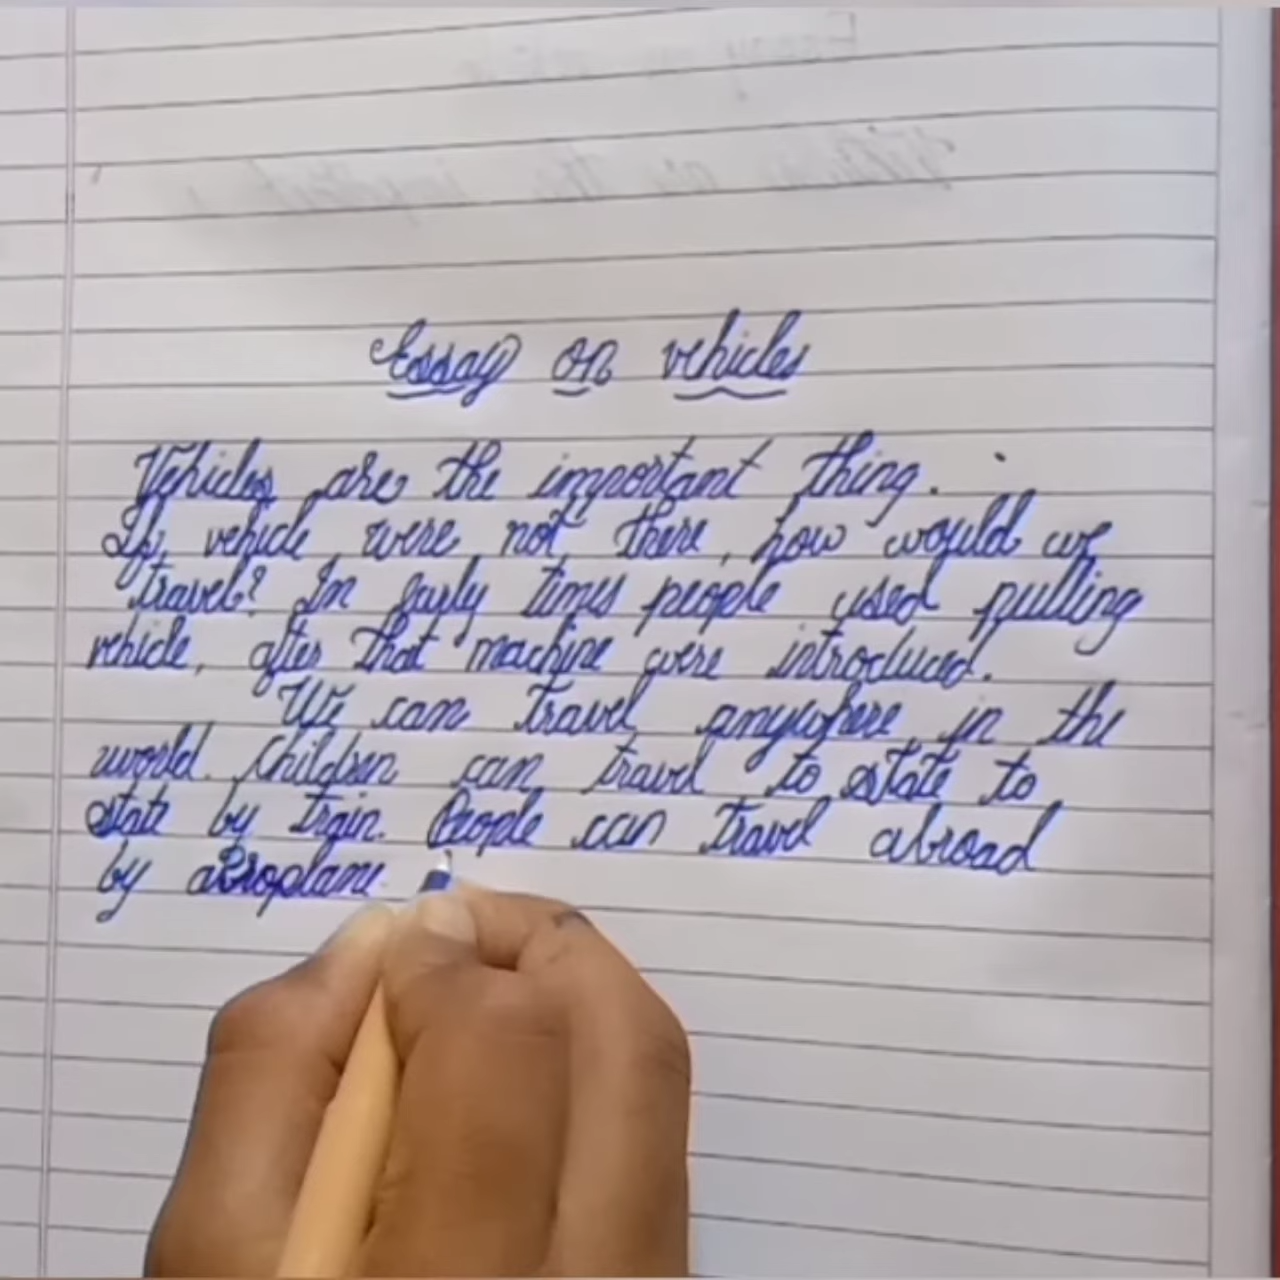 Essay on vehicles
Vehicles are the important thing.
If vehicle were not there, how would we
travel? In early times people used pulling
vehicle, after that machine were introduced.
We can travel anywhere in the
world. Children can travel to state to
state by train. People can travel abroad
by aeroplane.